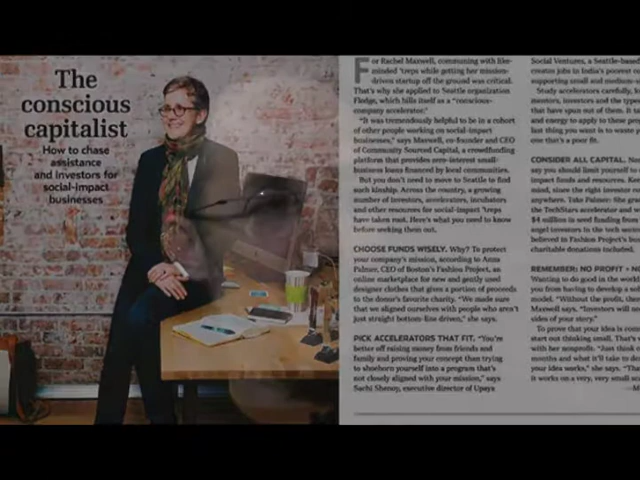 The
conscious
capitalist
How to chase
assistance
and investors for
social-impact
businesses
For Rachel Maxwell, communing with like-
minded 'treps while getting her mission-
driven startup off the ground was critical.
That's why she applied to Seattle organization
Fledge, which bills itself as a "conscious-
company accelerator."
"It was tremendously helpful to be in a cohort
of other people working on social-impact
businesses," says Maxwell, co-founder and CEO
of Community Sourced Capital, a crowdfunding
platform that provides zero-interest small-
business loans financed by local communities.
But you don't need to move to Seattle to find
such kinship. Across the country, a growing
number of investors, accelerators, incubators
and other resources for social-impact 'treps
have taken root. Here's what you need to know
before seeking them out.
CHOOSE FUNDS WISELY. Why? To protect
your company's mission, according to Anna
Palmer, CEO of Boston's Fashion Project, an
online marketplace for new and gently used
designer clothes that gives a portion of proceeds
to the donor's favorite charity. "We made sure
that we aligned ourselves with people who aren't
just straight bottom-line driven," she says.
PICK ACCELERATORS THAT FIT. "You're
better off raising money from friends and
family and proving your concept than trying
to shoehorn yourself into a program that's
not closely aligned with your mission," says
Suchi Shenoy, executive director of Upaya
Social Ventures, a Seattle-based
creates jobs in India's poorest
supporting small and medium-
Study accelerators carefully,
mentors, investors and the type
that have spun out of them. It
and energy to apply to these
last thing you want is to waste
one that's a poor fit.
CONSIDER ALL CAPITAL.
say you should limit yourself to
impact funds and resources.
mind, since the right investor
anywhere. Take Palmer: She
the TechStars accelerator and
$4 million in seed funding from
angel investors in the tech
believed in Fashion Project's
charitable donations included.
REMEMBER: NO PROFIT
Wanting to do good in the world
you from having to develop a
model. "Without the profit,
Maxwell says. "Investors will
sides of your story."
To prove that your idea is
start out thinking small. That's
with her nonprofit. "Just think
months and what it'll take to
your idea works," she says.
it works on a very, very small